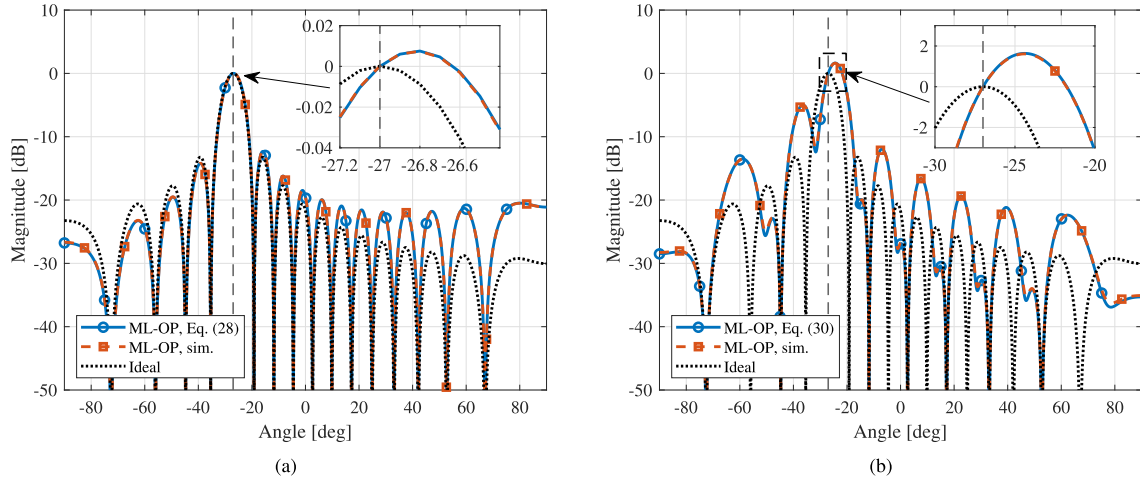 10
0
-10
-20
-30
-40
-50
Magnitude [dB]
-80 -60 -40 -20 0 20 40 60 80
Angle [deg]
0.02
0
-0.02
-0.04
-27.2 -27 -26.8 -26.6
ML-OP, Eq. (28)
ML-OP, sim.
Ideal
(a)
10
0
-10
-20
-30
-40
-50
Magnitude [dB]
-80 -60 -40 -20 0 20 40 60 80
Angle [deg]
2
0
-2
-30 -25 -20
ML-OP, Eq. (30)
ML-OP, sim.
Ideal
(b)